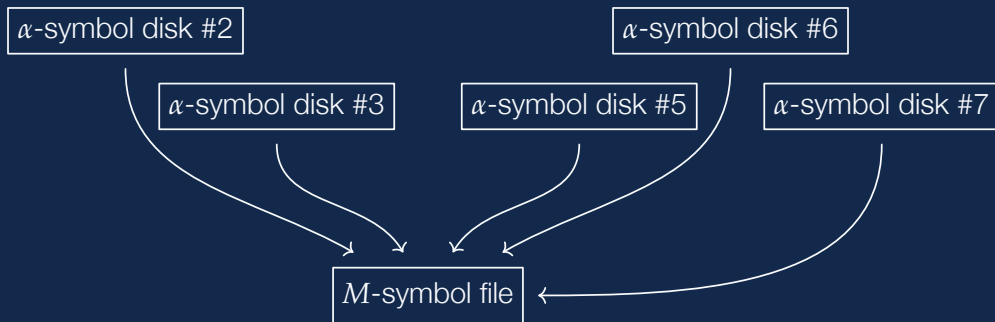 α-symbol disk #2
α-symbol disk #6
α-symbol disk #3
α-symbol disk #5
α-symbol disk #7
M-symbol file